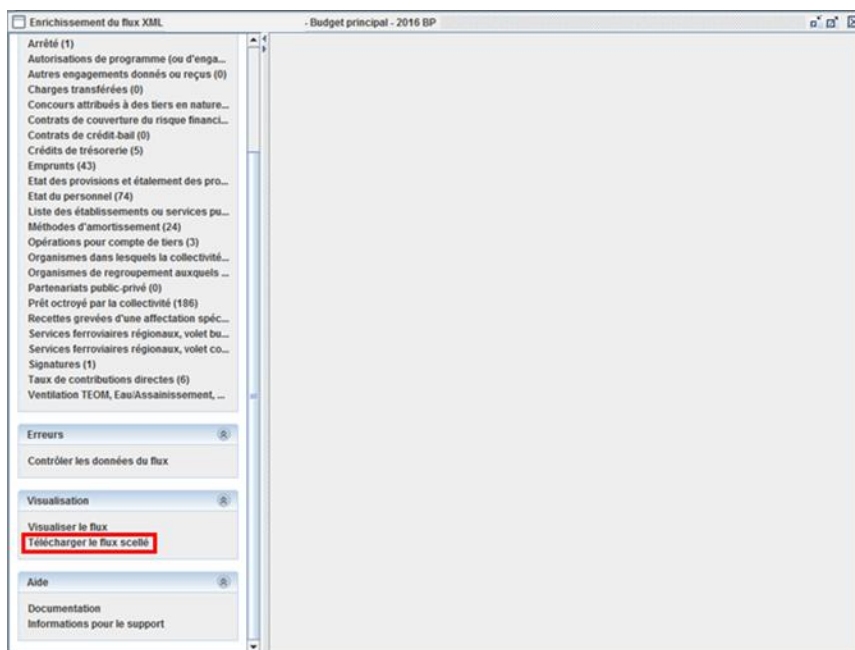 Enrichissement du flux XML - Budget principal - 2016 BP
Arrêté (1)
Autorisations de programme (ou d'enga...
Autres engagements donnés ou reçus (0)
Charges transférées (0)
Concours attribués à des tiers en nature...
Contrats de couverture du risque financi...
Contrats de crédit-bail (0)
Crédits de trésorerie (5)
Emprunts (43)
Etat des provisions et étalement des pro...
Etat du personnel (74)
Liste des établissements ou services pu...
Méthodes d'amortissement (24)
Opérations pour compte de tiers (3)
Organismes dans lesquels la collectivité...
Organismes de regroupement auxquels ...
Partenariats public-privé (0)
Prêt octroyé par la collectivité (186)
Recettes grevées d'une affectation spéc...
Services ferroviaires régionaux, volet bu...
Services ferroviaires régionaux, volet co...
Signatures (1)
Taux de contributions directes (6)
Ventilation TEOM, Eau/Assainissement, ...
Erreurs
Contrôler les données du flux
Visualisation
Visualiser le flux
Télécharger le flux scellé
Aide
Documentation
Informations pour le support